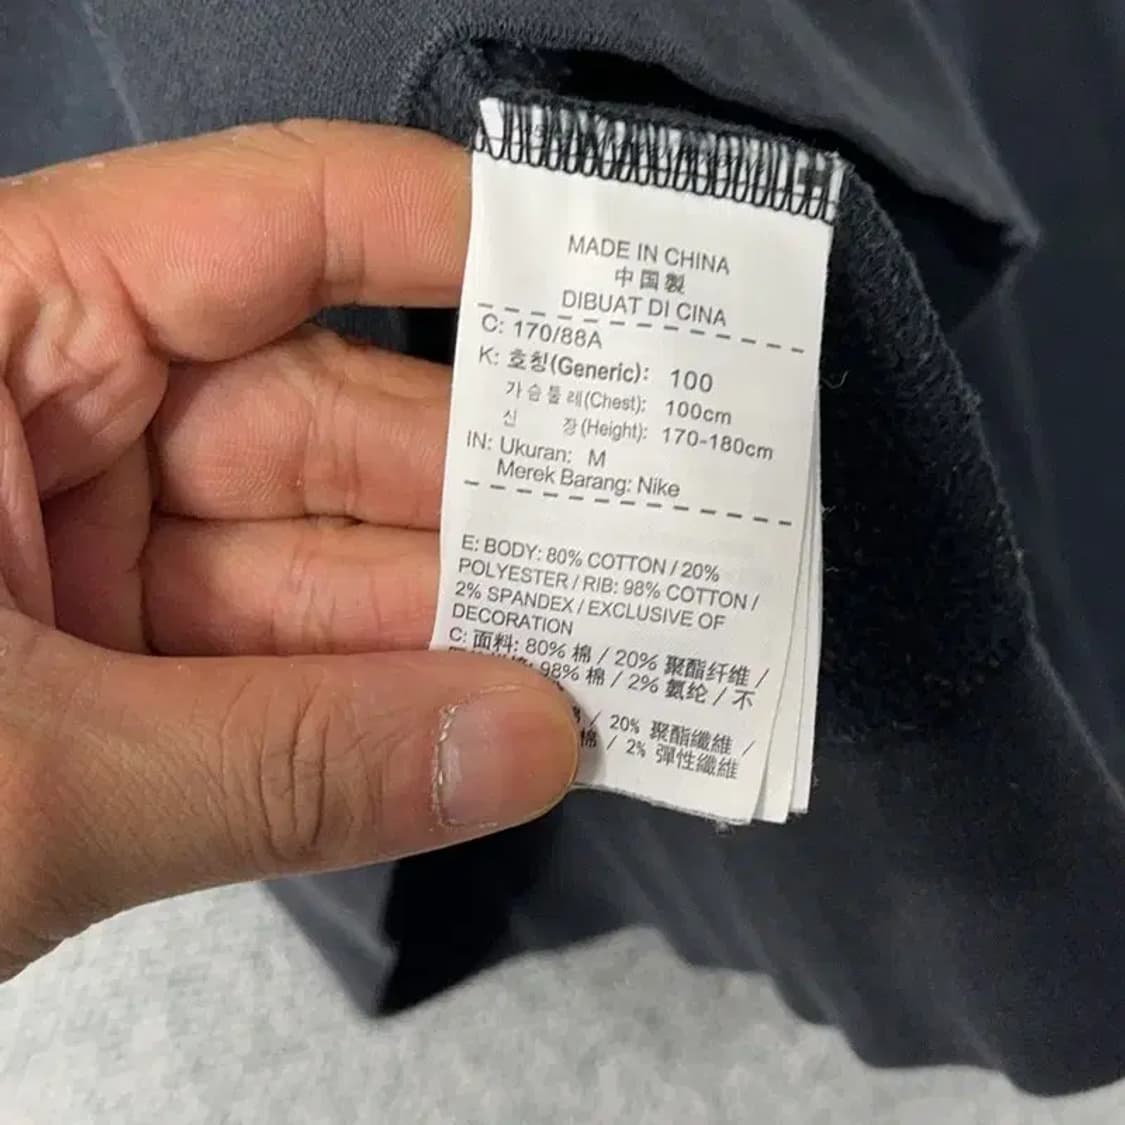 MADE IN CHINA
中国製
DIBUAT DI CINA
C: 170/88A
K: 호칭(Generic): 100
가슴둘레(Chest): 100cm
신 장(Height): 170-180cm
IN: Ukuran: M
Merek Barang: Nike
E: BODY: 80% COTTON / 20%
POLYESTER / RIB: 98% COTTON /
2% SPANDEX / EXCLUSIVE OF
DECORATION
C: 面料: 80% 棉 / 20% 聚酯纤维 /
98% 棉 / 2% 氨纶 / 不
/ 20% 聚酯纖維 /
棉 / 2% 彈性纖維